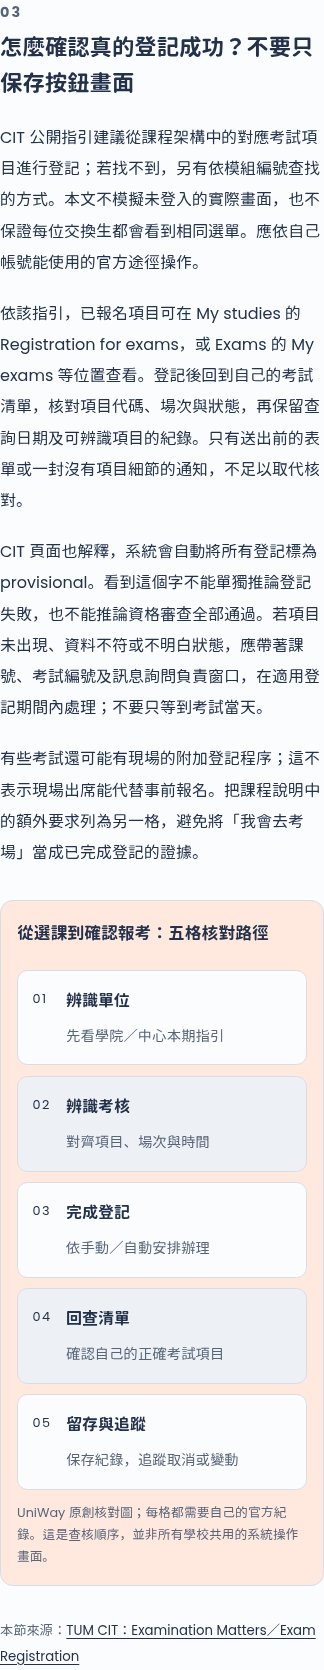 03
怎麼確認真的登記成功？不要只
保存按鈕畫面
CIT 公開指引建議從課程架構中的對應考試項
目進行登記；若找不到，另有依模組編號查找
的方式。本文不模擬未登入的實際畫面，也不
保證每位交換生都會看到相同選單。應依自己
帳號能使用的官方途徑操作。
依該指引，已報名項目可在 My studies 的
Registration for exams，或 Exams 的 My
exams 等位置查看。登記後回到自己的考試
清單，核對項目代碼、場次與狀態，再保留查
詢日期及可辨識項目的紀錄。只有送出前的表
單或一封沒有項目細節的通知，不足以取代核
對。
CIT 頁面也解釋，系統會自動將所有登記標為
provisional。看到這個字不能單獨推論登記
失敗，也不能推論資格審查全部通過。若項目
未出現、資料不符或不明白狀態，應帶著課
號、考試編號及訊息詢問負責窗口，在適用登
記期間內處理；不要只等到考試當天。
有些考試還可能有現場的附加登記程序；這不
表示現場出席能代替事前報名。把課程說明中
的額外要求列為另一格，避免將「我會去考
場」當成已完成登記的證據。
從選課到確認報考：五格核對路徑
01 辨識單位
先看學院／中心本期指引
02 辨識考核
對齊項目、場次與時間
03 完成登記
依手動／自動安排辦理
04 回查清單
確認自己的正確考試項目
05 留存與追蹤
保存紀錄，追蹤取消或變動
UniWay 原創核對圖；每格都需要自己的官方紀
錄。這是查核順序，並非所有學校共用的系統操作
畫面。
本節來源：TUM CIT：Examination Matters／Exam
Registration